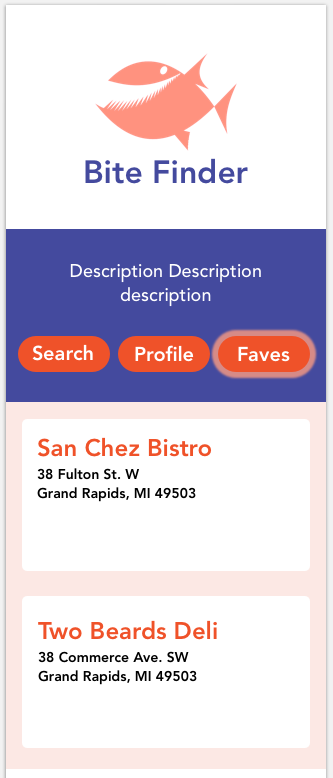 Bite Finder
Description Description
description
Search Profile Faves
San Chez Bistro
38 Fulton St. W
Grand Rapids, MI 49503
Two Beards Deli
38 Commerce Ave. SW
Grand Rapids, MI 49503